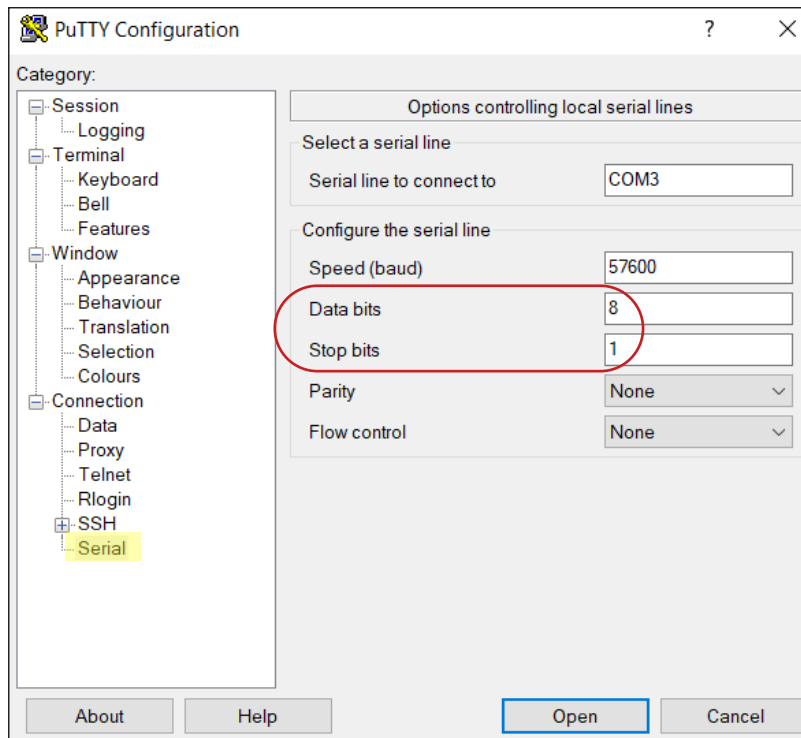 PuTTY Configuration
?
Category:
Session
Logging
Terminal
Keyboard
Bell
Features
Window
Appearance
Behaviour
Translation
Selection
Colours
Connection
Data
Proxy
Telnet
Rlogin
SSH
Serial
Options controlling local serial lines
Select a serial line
Serial line to connect to COM3
Configure the serial line
Speed (baud) 57600
Data bits 8
Stop bits 1
Parity None
Flow control None
About Help Open Cancel